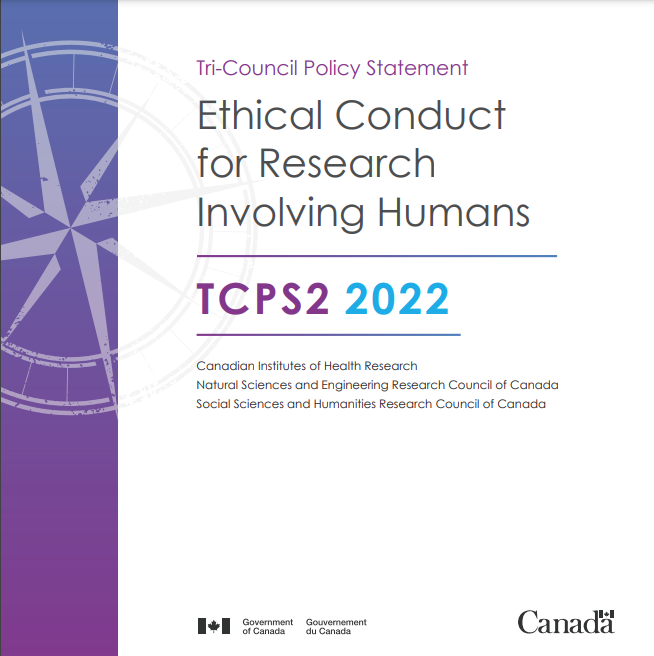 Tri-Council Policy Statement
Ethical Conduct
for Research
Involving Humans
TCPS2 2022
Canadian Institutes of Health Research
Natural Sciences and Engineering Research Council of Canada
Social Sciences and Humanities Research Council of Canada
Government Gouvernement
of Canada du Canada
Canada